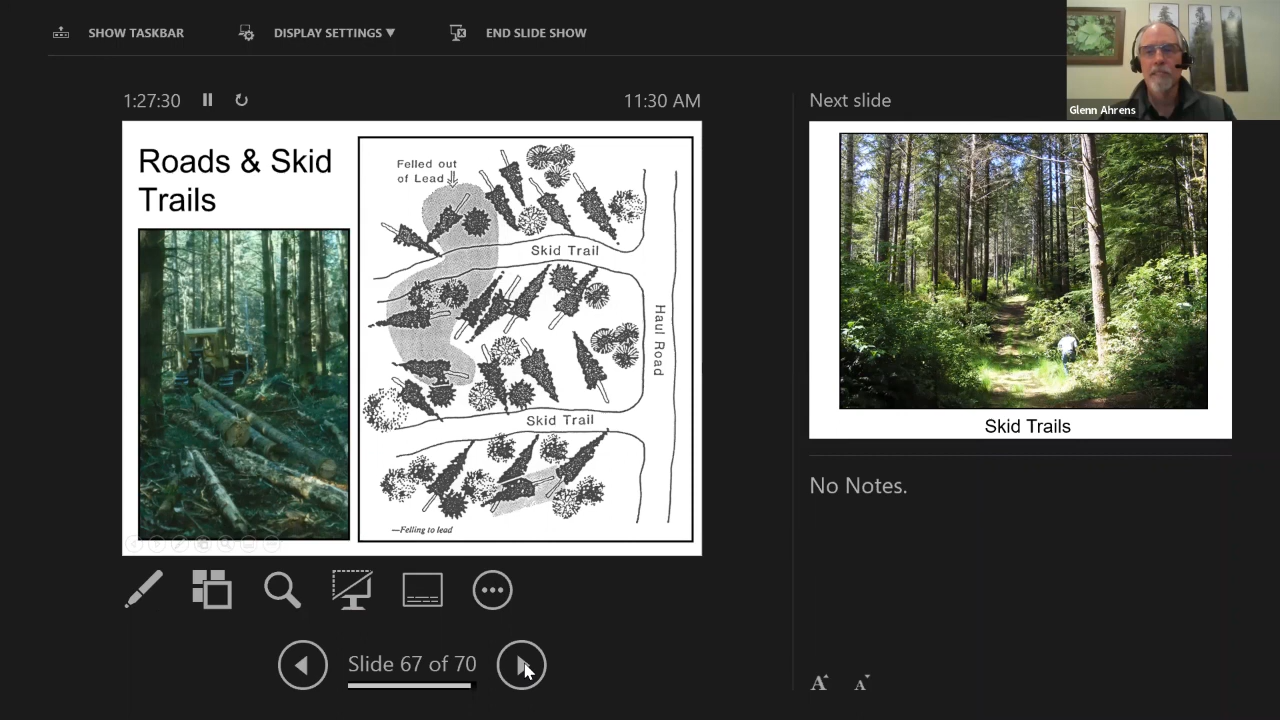 SHOW TASKBAR
DISPLAY SETTINGS ▼
END SLIDE SHOW
Glenn Ahrens
1:27:30
11:30 AM
Next slide
Roads & Skid
Trails
Felled out
of Lead
Skid Trail
Haul Road
Skid Trail
—Felling to lead
Skid Trails
No Notes.
Slide 67 of 70
A A